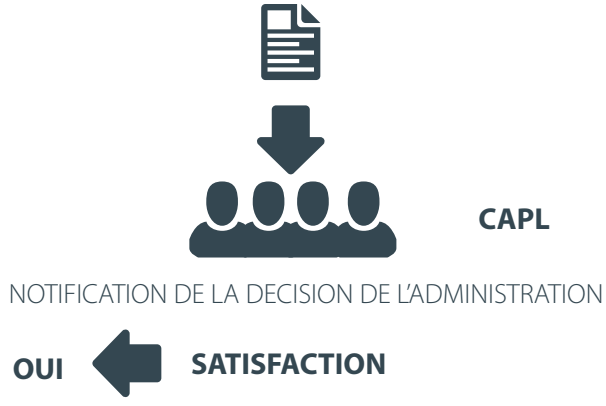 CAPL
NOTIFICATION DE LA DECISION DE L'ADMINISTRATION
OUI SATISFACTION